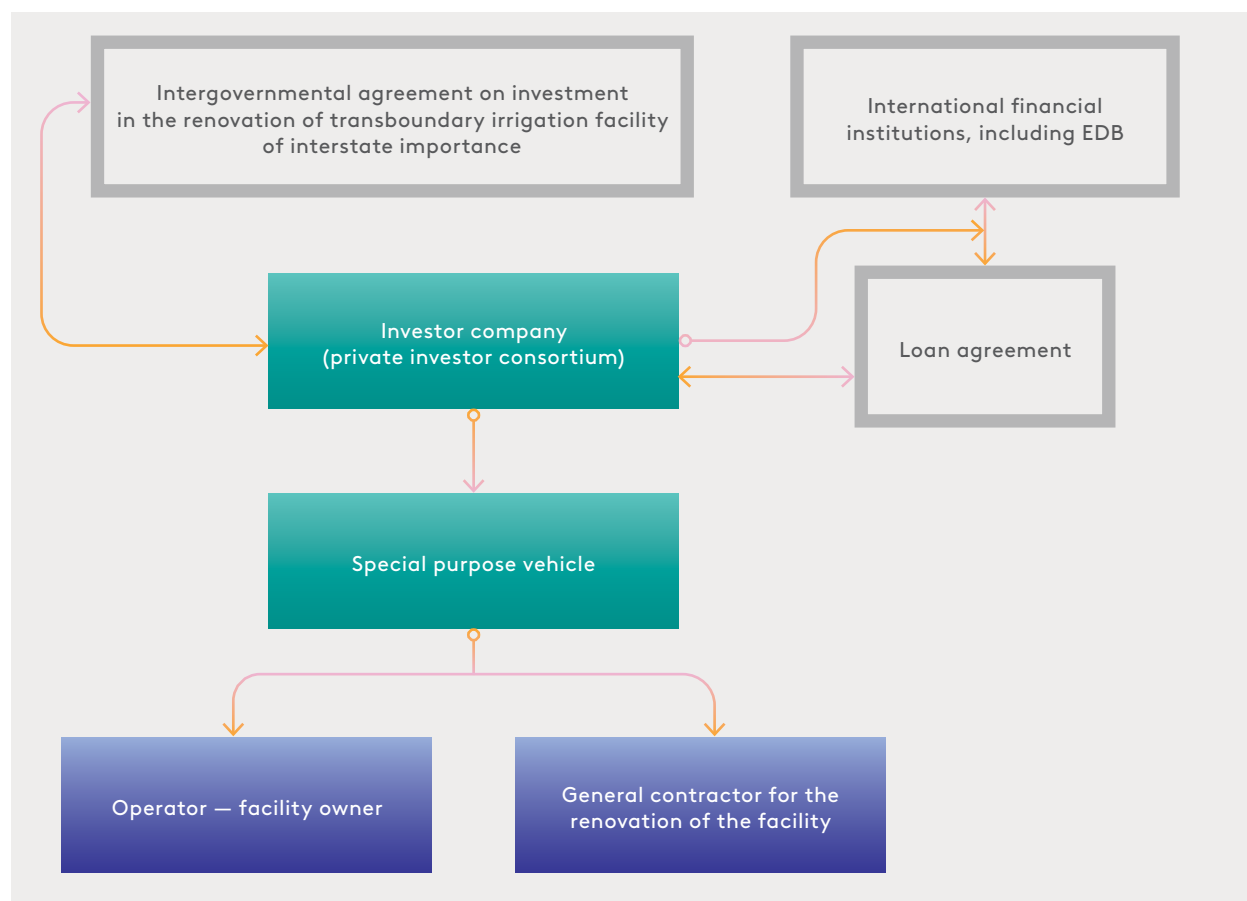 Intergovernmental agreement on investment
in the renovation of transboundary irrigation facility
of interstate importance
International financial
institutions, including EDB
Investor company
(private investor consortium)
Loan agreement
Special purpose vehicle
Operator — facility owner
General contractor for the
renovation of the facility